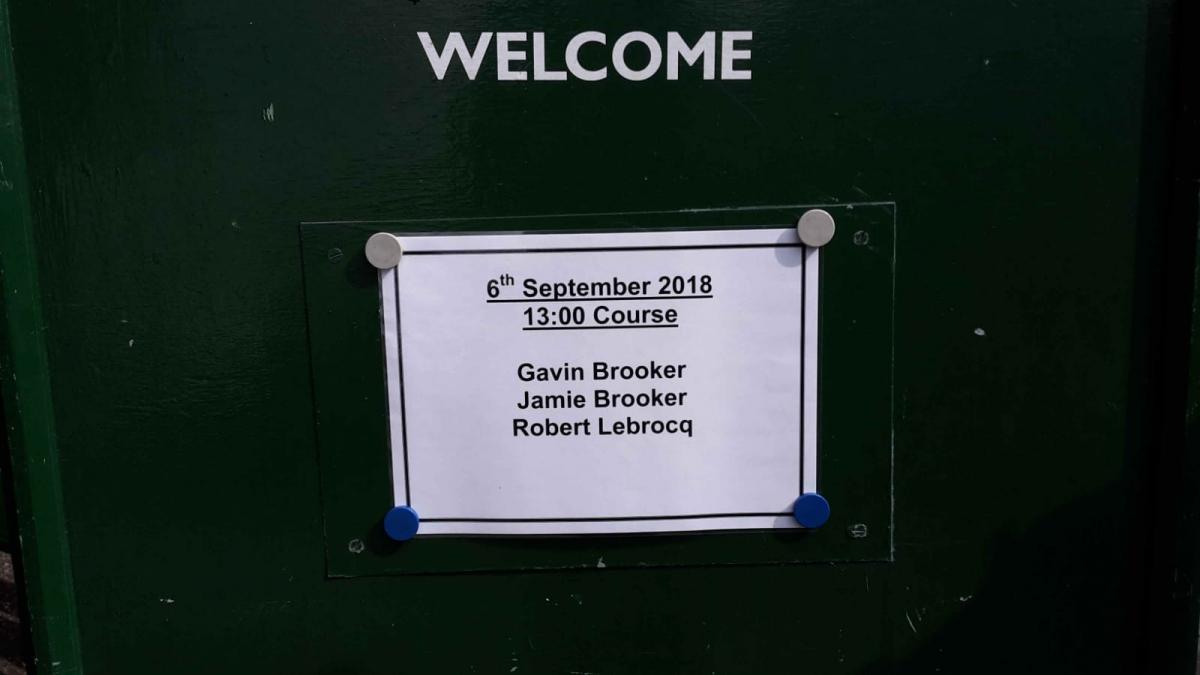 WELCOME
6th September 2018
13:00 Course
Gavin Brooker
Jamie Brooker
Robert Lebrocq